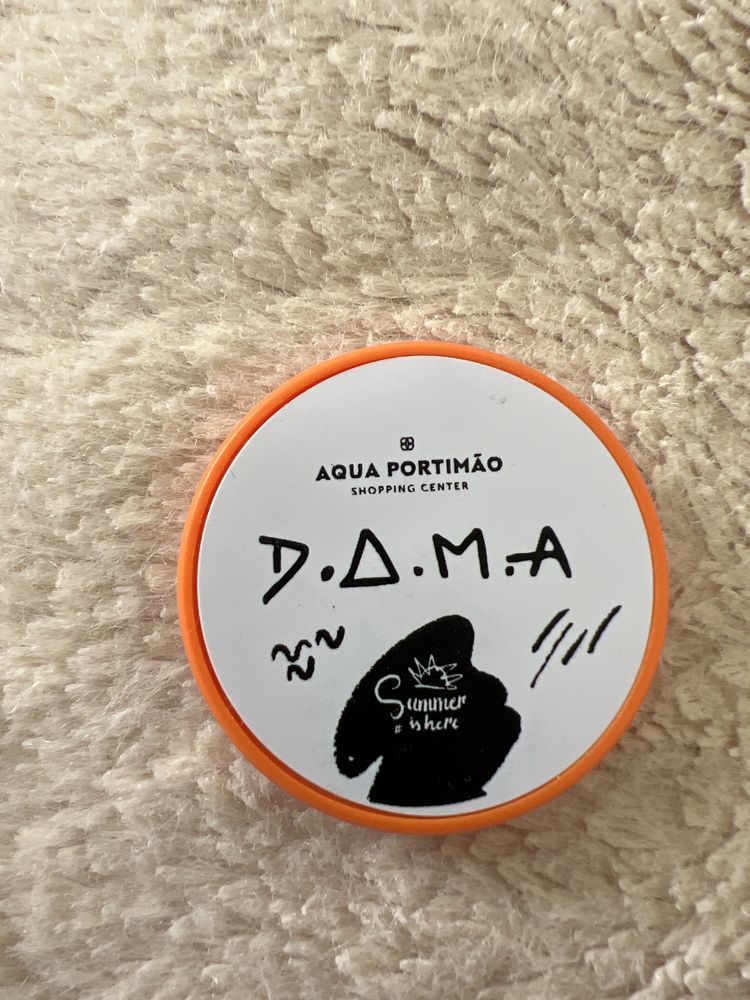 AQUA PORTIMÃO
SHOPPING CENTER
D.A.M.A
Summer
is here